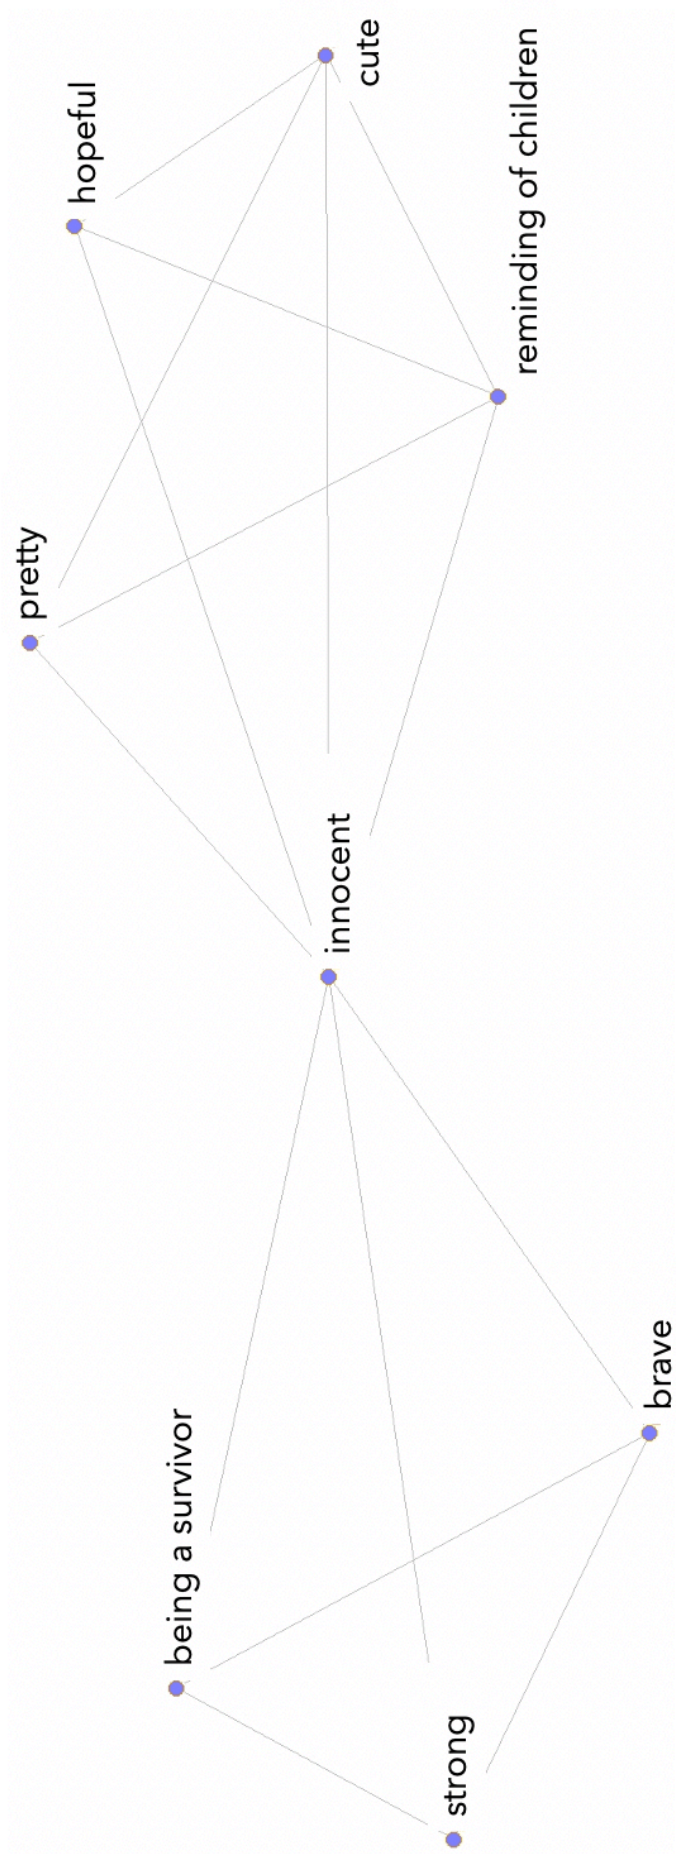 cute
hopeful
reminding of children
pretty
innocent
brave
being a survivor
strong